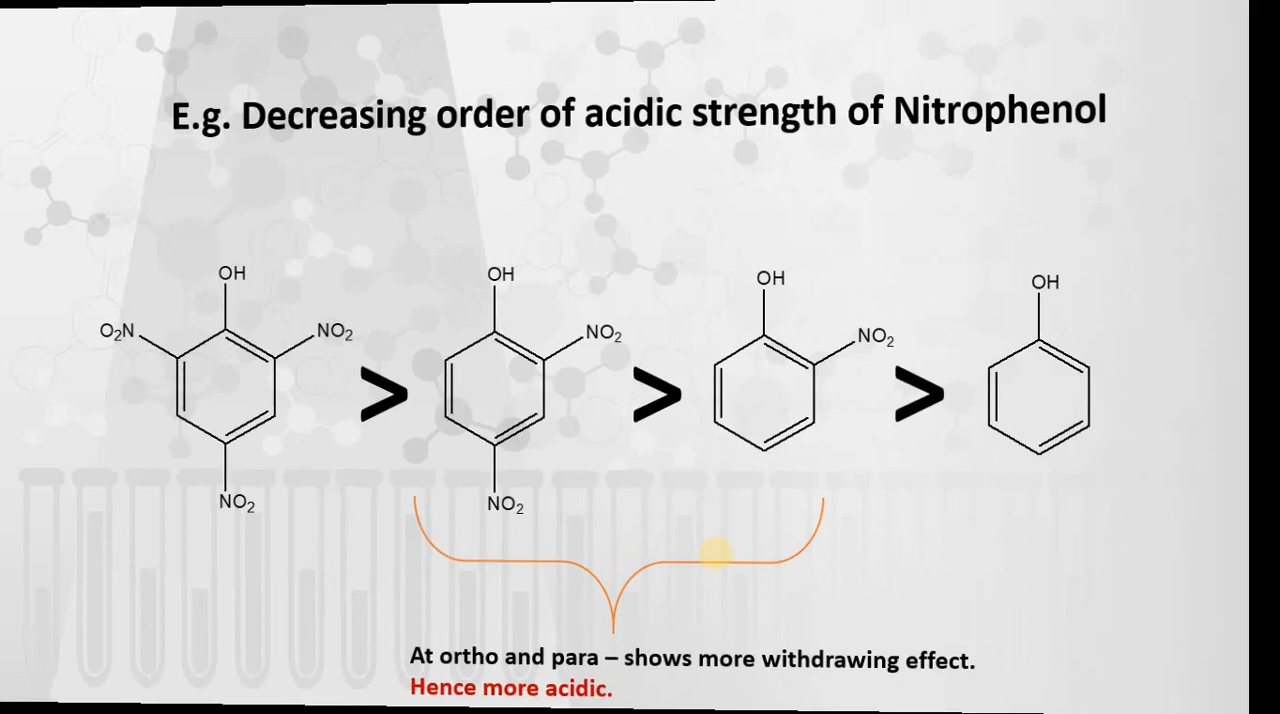 E.g. Decreasing order of acidic strength of Nitrophenol
OH OH OH OH
O₂N NO₂ NO₂ NO₂
> > >
NO₂ NO₂
At ortho and para – shows more withdrawing effect.
Hence more acidic.